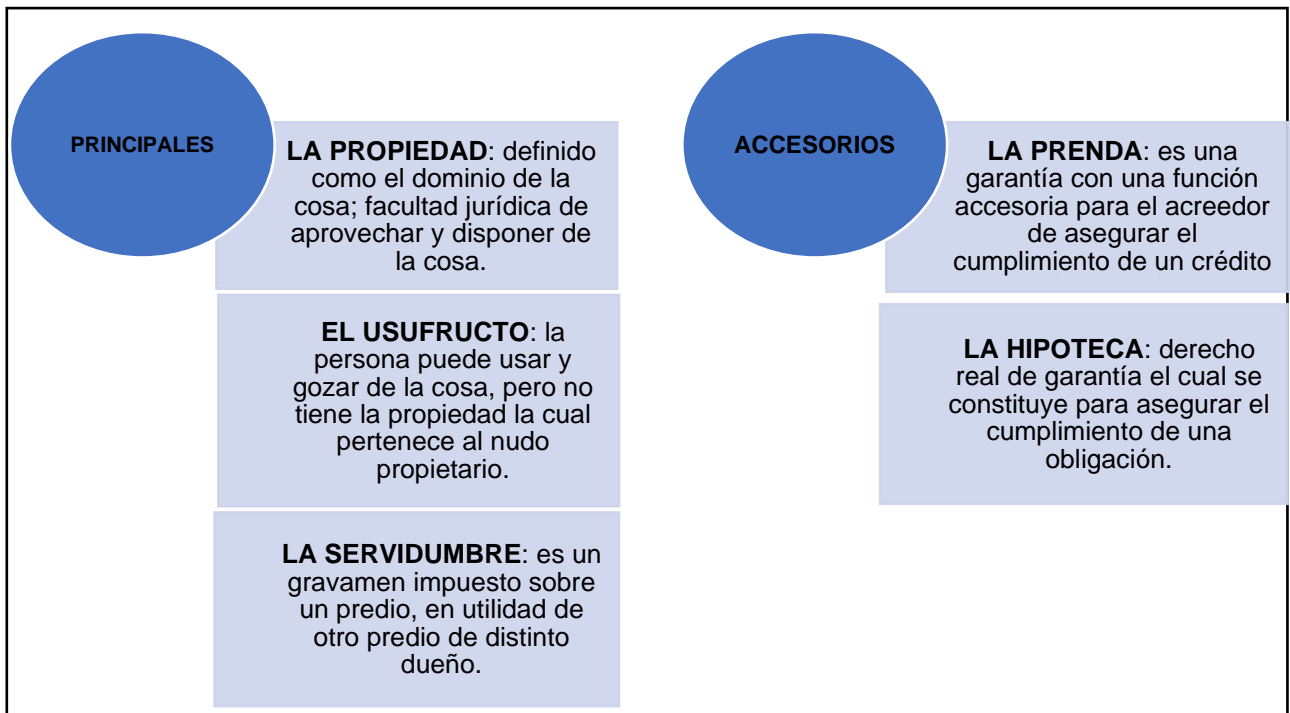 PRINCIPALES
LA PROPIEDAD: definido
como el dominio de la
cosa; facultad jurídica de
aprovechar y disponer de
la cosa.
EL USUFRUCTO: la
persona puede usar y
gozar de la cosa, pero no
tiene la propiedad la cual
pertenece al nudo
propietario.
LA SERVIDUMBRE: es un
gravamen impuesto sobre
un predio, en utilidad de
otro predio de distinto
dueño.
ACCESORIOS
LA PRENDA: es una
garantía con una función
accesoria para el acreedor
de asegurar el
cumplimiento de un crédito
LA HIPOTECA: derecho
real de garantía el cual se
constituye para asegurar el
cumplimiento de una
obligación.